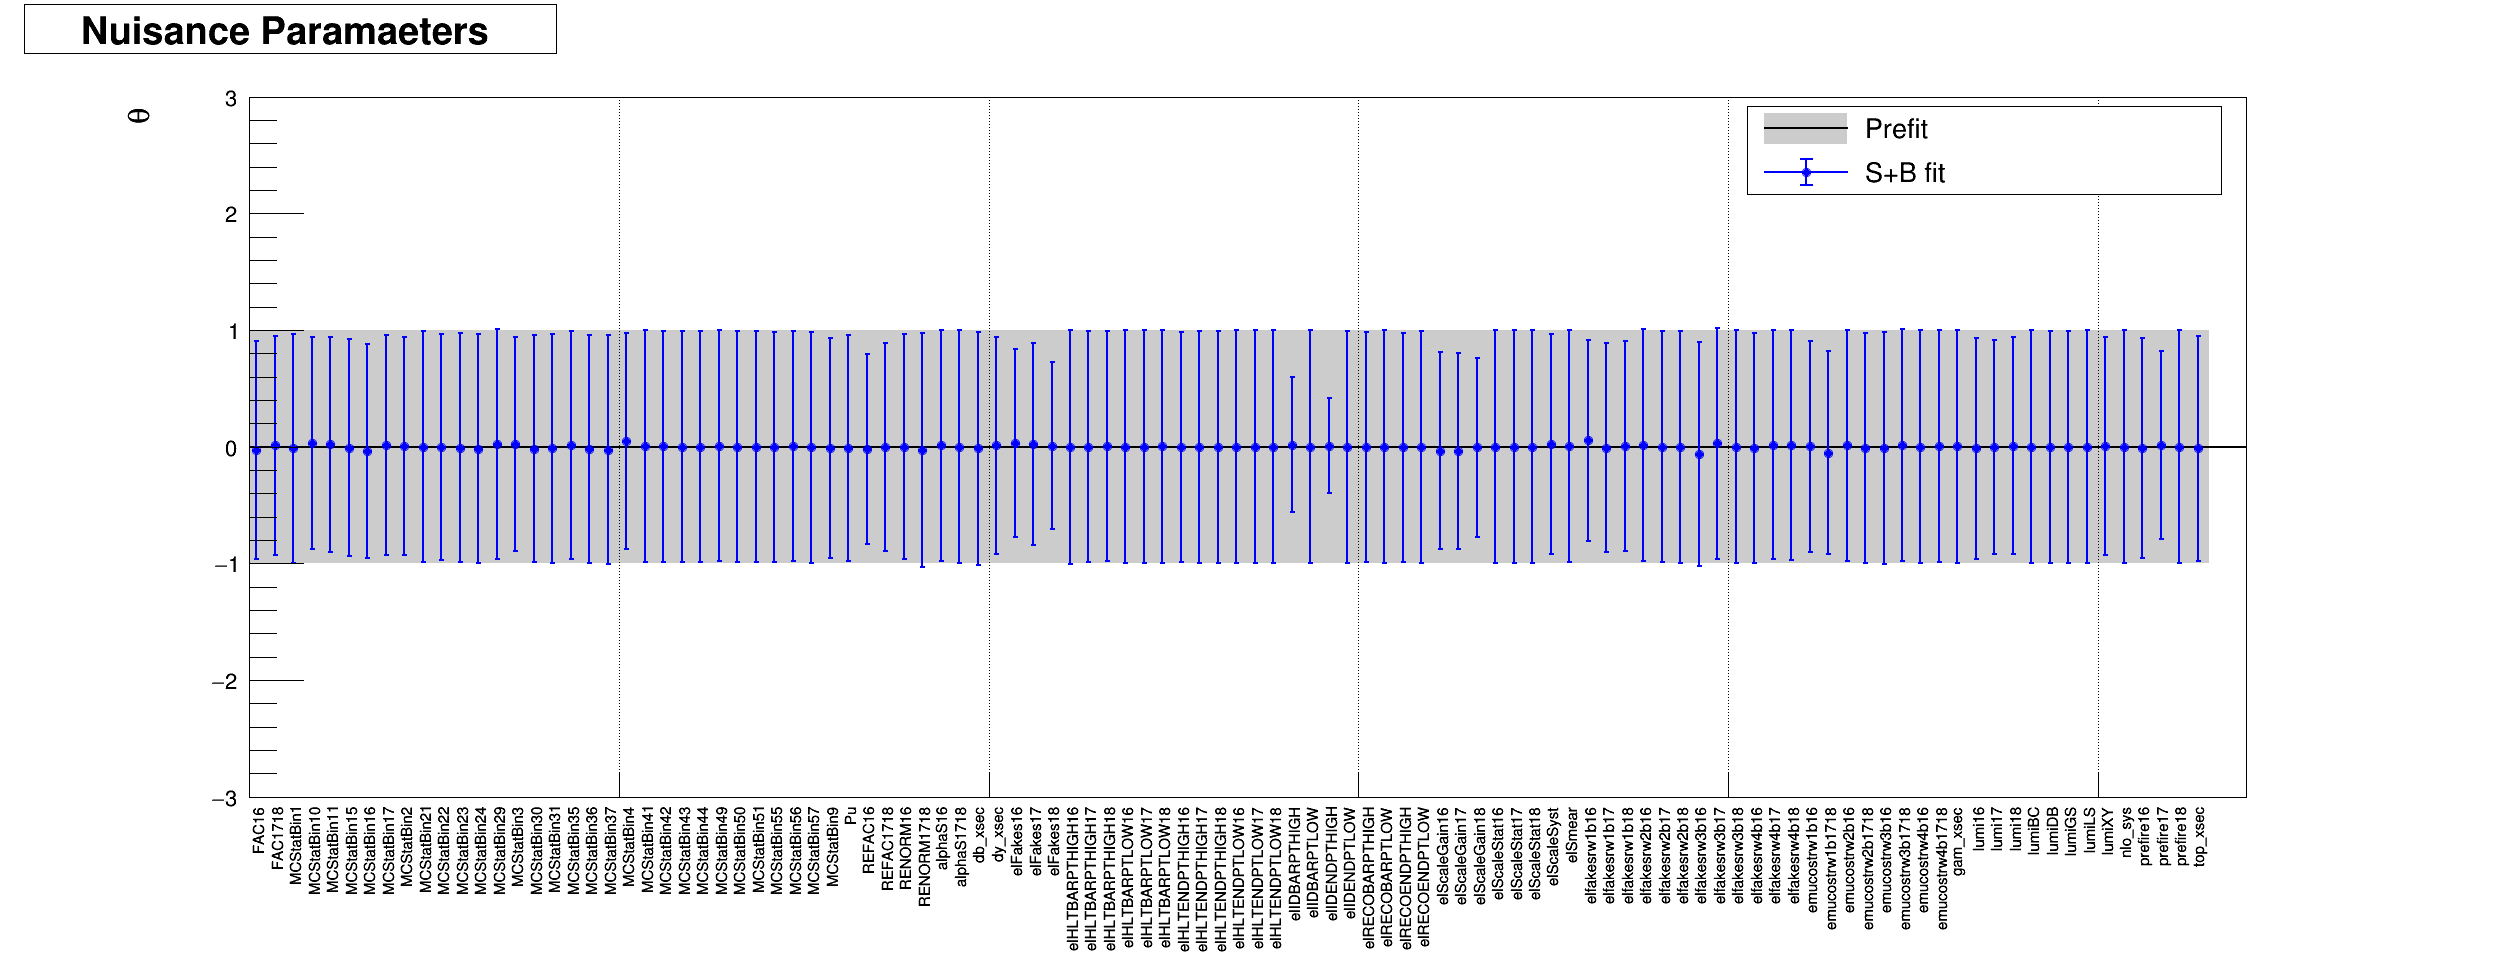 Nuisance Paramaeters
θ
3
2
1
0
−1
−2
−3
Prefit
S+B fit
FAC16
FAC1718
MCStatBin1
MCStatBin10
MCStatBin11
MCStatBin15
MCStatBin16
MCStatBin17
MCStatBin2
MCStatBin21
MCStatBin22
MCStatBin23
MCStatBin24
MCStatBin29
MCStatBin3
MCStatBin30
MCStatBin31
MCStatBin35
MCStatBin36
MCStatBin37
MCStatBin4
MCStatBin41
MCStatBin42
MCStatBin43
MCStatBin44
MCStatBin49
MCStatBin50
MCStatBin51
MCStatBin55
MCStatBin56
MCStatBin57
MCStatBin9
Pu
REFAC16
REFAC1718
RENORM16
RENORM1718
alphaS16
alphaS1718
db_xsec
dy_xsec
elFakes16
elFakes17
elFakes18
elHLTBARPTHIGH16
elHLTBARPTHIGH17
elHLTBARPTHIGH18
elHLTBARPTLOW16
elHLTBARPTLOW17
elHLTBARPTLOW18
elHLTENDPTHIGH16
elHLTENDPTHIGH17
elHLTENDPTHIGH18
elHLTENDPTLOW16
elHLTENDPTLOW17
elHLTENDPTLOW18
elIDBARPTHIGH
elIDBARPTLOW
elIDENDPTHIGH
elIDENDPTLOW
elRECOBARPTHIGH
elRECOBARPTLOW
elRECOENDPTHIGH
elRECOENDPTLOW
elScaleGain16
elScaleGain17
elScaleGain18
elScaleStat16
elScaleStat17
elScaleStat18
elScaleSyst
elSmear
elfakesrw1b16
elfakesrw1b17
elfakesrw1b18
elfakesrw2b16
elfakesrw2b17
elfakesrw2b18
elfakesrw3b16
elfakesrw3b17
elfakesrw3b18
elfakesrw4b16
elfakesrw4b17
elfakesrw4b18
emucostrw1b16
emucostrw1b1718
emucostrw2b16
emucostrw2b1718
emucostrw3b16
emucostrw3b1718
emucostrw4b16
emucostrw4b1718
gam_xsec
lumi16
lumi17
lumi18
lumiBC
lumiDB
lumiGS
lumiLS
lumiXY
nlo_sys
prefire16
prefire17
prefire18
top_xsec